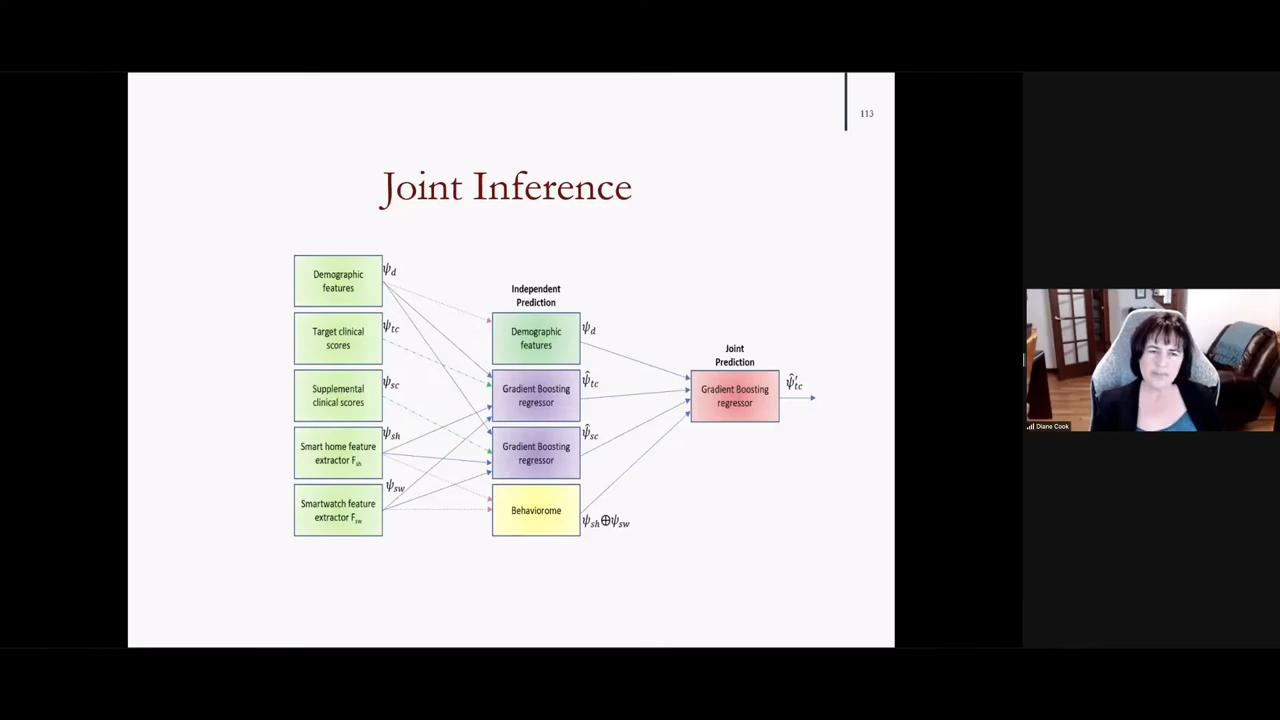 113
Joint Inference
Demographic
features
ψd
Target clinical
scores
ψtc
Supplemental
clinical scores
ψsc
Smart home feature
extractor Fsh
ψsh
Smartwatch feature
extractor Fsw
ψsw
Independent
Prediction
Demographic
features
ψd
Gradient Boosting
regressor
ψ̂tc
Gradient Boosting
regressor
ψ̂sc
Behaviorome
ψsh⊕ψsw
Joint
Prediction
Gradient Boosting
regressor
ψ̂′tc
Diane Cook